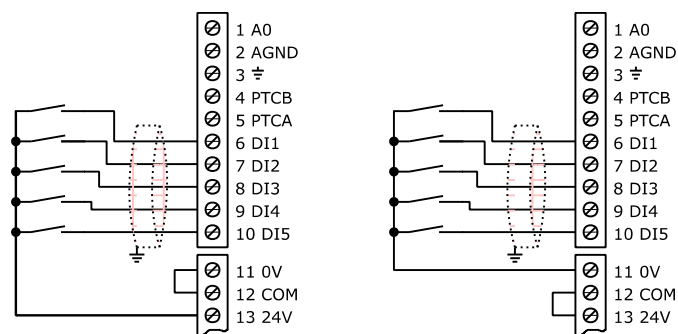 1 A0
2 AGND
3
4 PTCB
5 PTCA
6 DI1
7 DI2
8 DI3
9 DI4
10 DI5
11 0V
12 COM
13 24V
1 A0
2 AGND
3
4 PTCB
5 PTCA
6 DI1
7 DI2
8 DI3
9 DI4
10 DI5
11 0V
12 COM
13 24V